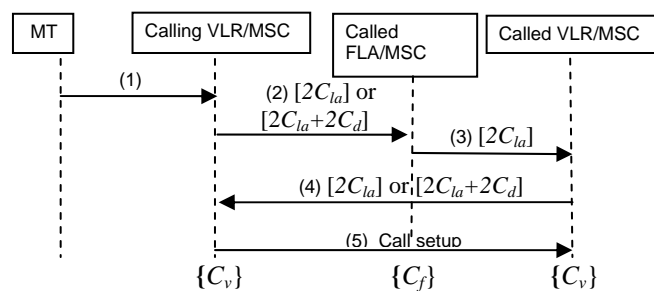 MT
Calling VLR/MSC
Called
FLA/MSC
Called VLR/MSC
(1)
(2) [2C_la] or
[2C_la+2C_d]
(3) [2C_la]
(4) [2C_la] or [2C_la+2C_d]
(5) Call setup
{C_v}
{C_f}
{C_v}